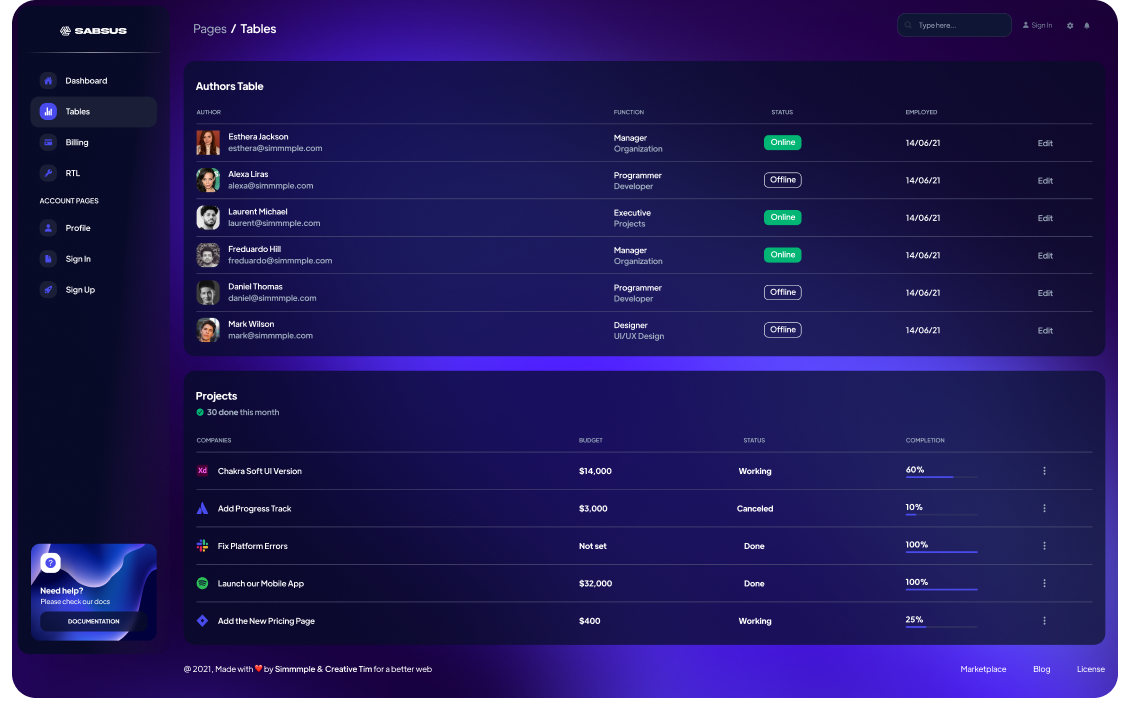 SABSUS
Dashboard
Tables
Billing
RTL
ACCOUNT PAGES
Profile
Sign In
Sign Up
?
Need help?
Please check our docs
DOCUMENTATION
Pages / Tables
Type here...
Sign In
Authors Table
AUTHOR FUNCTION STATUS EMPLOYED
Esthera Jackson Manager Online 14/06/21 Edit
esthera@simmmple.com Organization
Alexa Liras Programmer Offline 14/06/21 Edit
alexa@simmmple.com Developer
Laurent Michael Executive Online 14/06/21 Edit
laurent@simmmple.com Projects
Freduardo Hill Manager Online 14/06/21 Edit
freduardo@simmmple.com Organization
Daniel Thomas Programmer Offline 14/06/21 Edit
daniel@simmmple.com Developer
Mark Wilson Designer Offline 14/06/21 Edit
mark@simmmple.com UI/UX Design
Projects
30 done this month
COMPANIES BUDGET STATUS COMPLETION
Xd Chakra Soft UI Version $14,000 Working 60%
Add Progress Track $3,000 Canceled 10%
Fix Platform Errors Not set Done 100%
Launch our Mobile App $32,000 Done 100%
Add the New Pricing Page $400 Working 25%
@ 2021, Made with ❤️ by Simmmple & Creative Tim for a better web
Marketplace Blog License